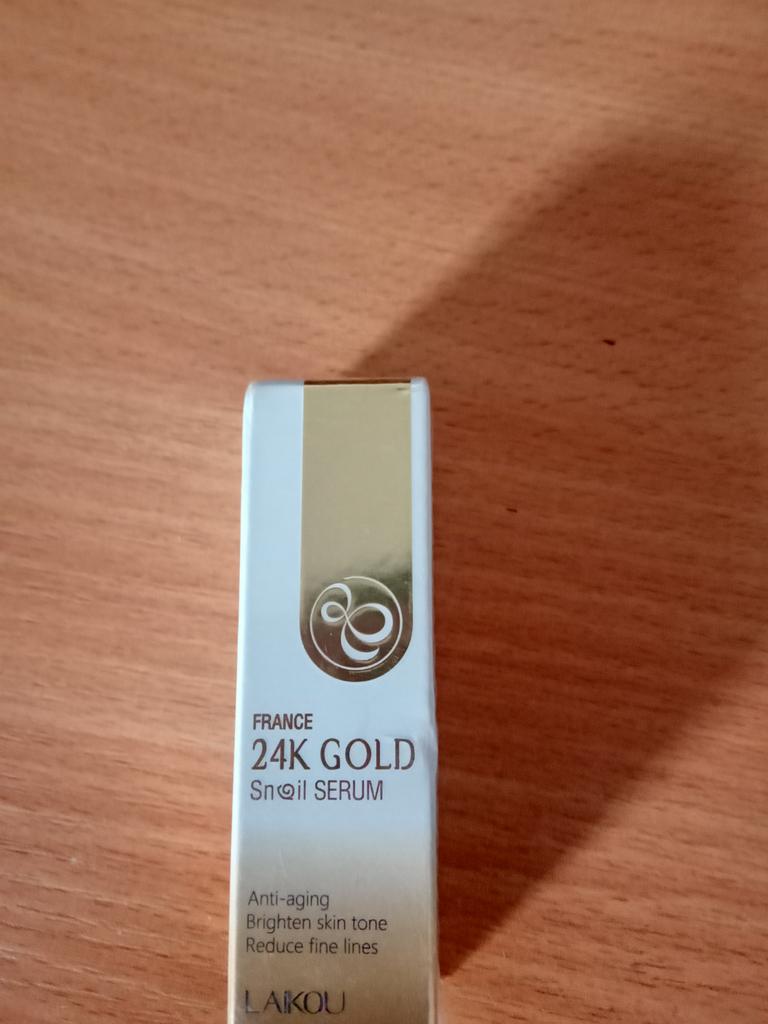 FRANCE
24K GOLD
Snail SERUM
Anti-aging
Brighten skin tone
Reduce fine lines
LAIKOU